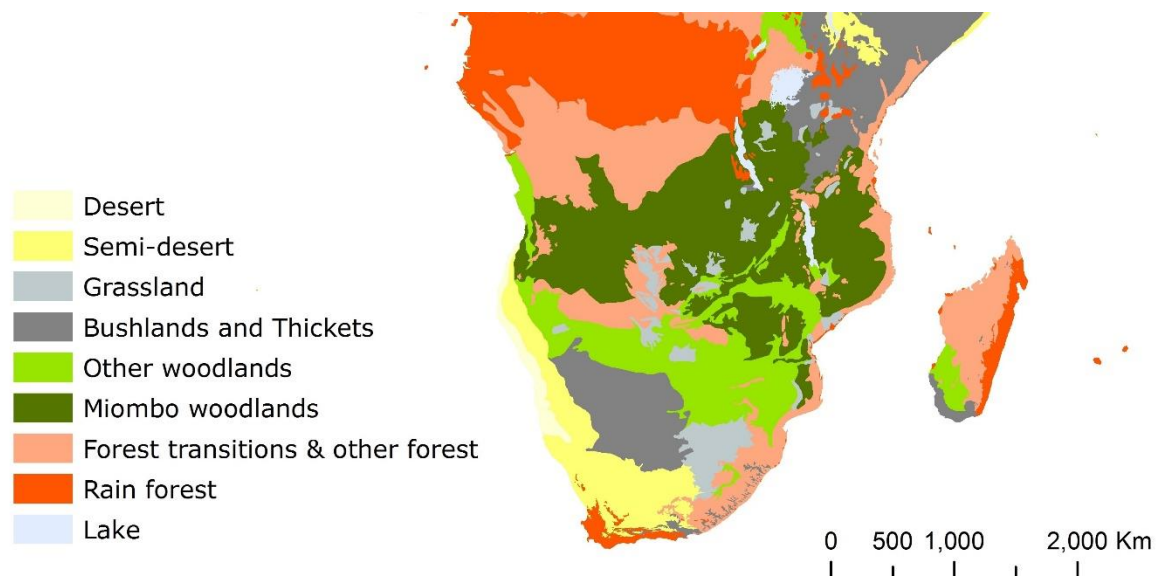 Desert
Semi-desert
Grassland
Bushlands and Thickets
Other woodlands
Miombo woodlands
Forest transitions & other forest
Rain forest
Lake
0 500 1,000 2,000 Km